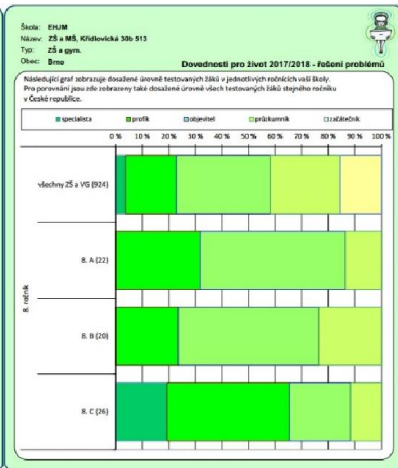 Škola: EHJM
Název: ZŠ a MŠ, Křídlovická 30b 513
Typ: ZŠ a gym.
Obec: Brno
Dovednosti pro život 2017/2018 - řešení problémů
Následující graf zobrazuje dosažené úrovně testovaných žáků v jednotlivých ročnících vaší školy.
Pro porovnání jsou zde zobrazeny také dosažené úrovně všech testovaných žáků stejného ročníku
v České republice.
specialista profík objevitel průzkumník začátečník
0 % 10 % 20 % 30 % 40 % 50 % 60 % 70 % 80 % 90 % 100 %
všechny ZŠ a VG (924)
8. A (22)
8. ročník
8. B (20)
8. C (26)